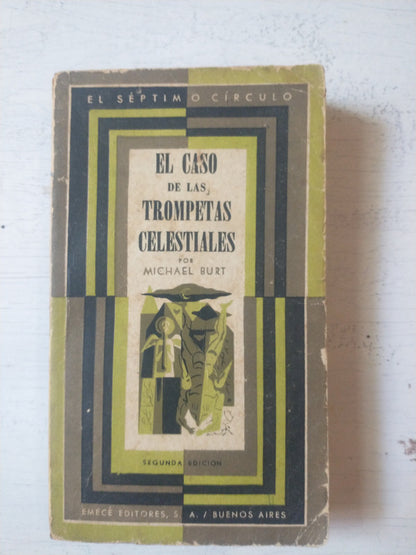 EL SÉPTIMO CÍRCULO
EL CASO
DE LAS
TROMPETAS
CELESTIALES
POR
MICHAEL BURT
SEGUNDA EDICION
EMECÉ EDITORES, S. A. / BUENOS AIRES